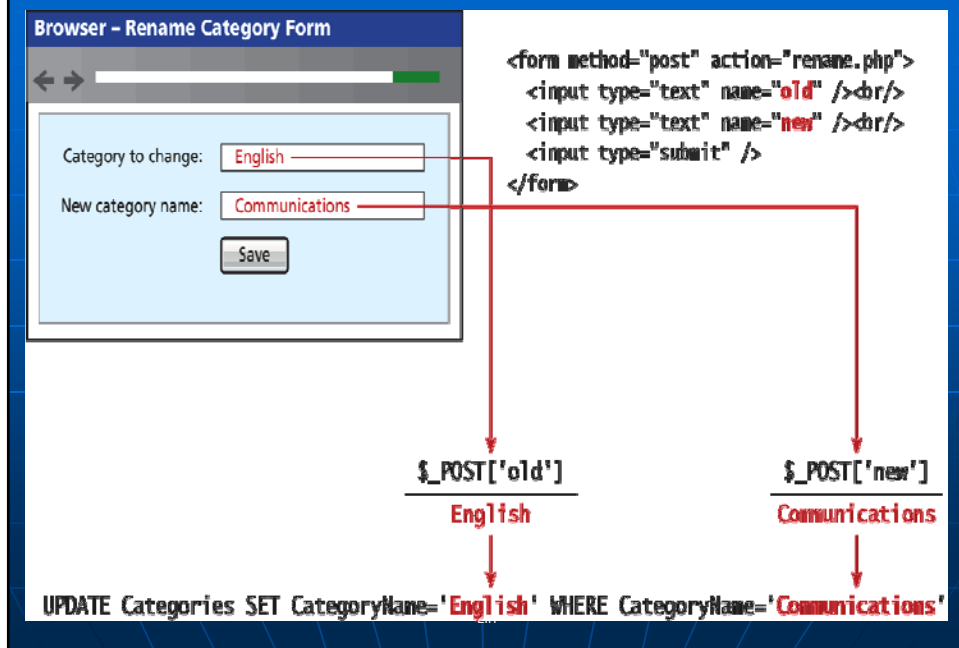 Browser – Rename Category Form
<form method="post" action="rename.php">
<input type="text" name="old" /><br/>
<input type="text" name="new" /><br/>
<input type="submit" />
</form>
Category to change: English
New category name: Communications
Save
$_POST['old'] $_POST['new']
English Communications
UPDATE Categories SET CategoryName='English' WHERE CategoryName='Communications'